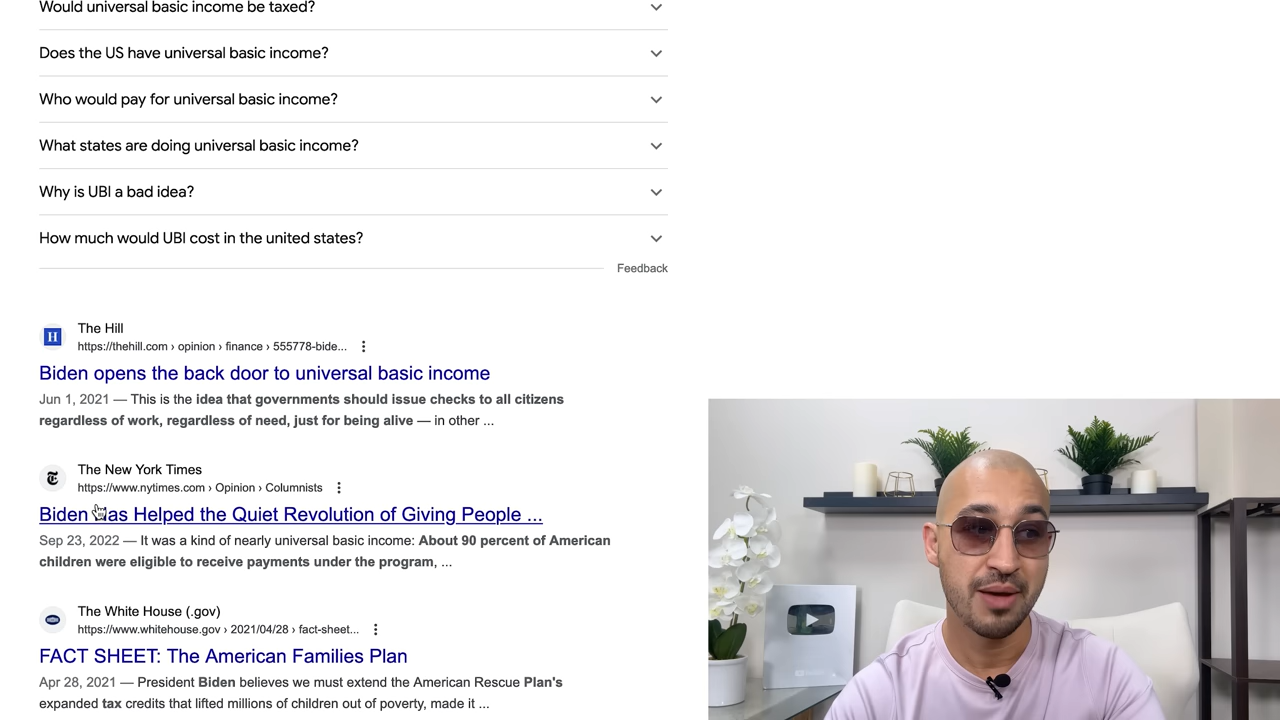 Would universal basic income be taxed?
Does the US have universal basic income?
Who would pay for universal basic income?
What states are doing universal basic income?
Why is UBI a bad idea?
How much would UBI cost in the united states?
Feedback
H
The Hill
https://thehill.com › opinion › finance › 555778-bide...
Biden opens the back door to universal basic income
Jun 1, 2021 — This is the idea that governments should issue checks to all citizens
regardless of work, regardless of need, just for being alive — in other ...
The New York Times
https://www.nytimes.com › Opinion › Columnists
Biden Has Helped the Quiet Revolution of Giving People ...
Sep 23, 2022 — It was a kind of nearly universal basic income: About 90 percent of American
children were eligible to receive payments under the program, ...
The White House (.gov)
https://www.whitehouse.gov › 2021/04/28 › fact-sheet...
FACT SHEET: The American Families Plan
Apr 28, 2021 — President Biden believes we must extend the American Rescue Plan's
expanded tax credits that lifted millions of children out of poverty, made it ...